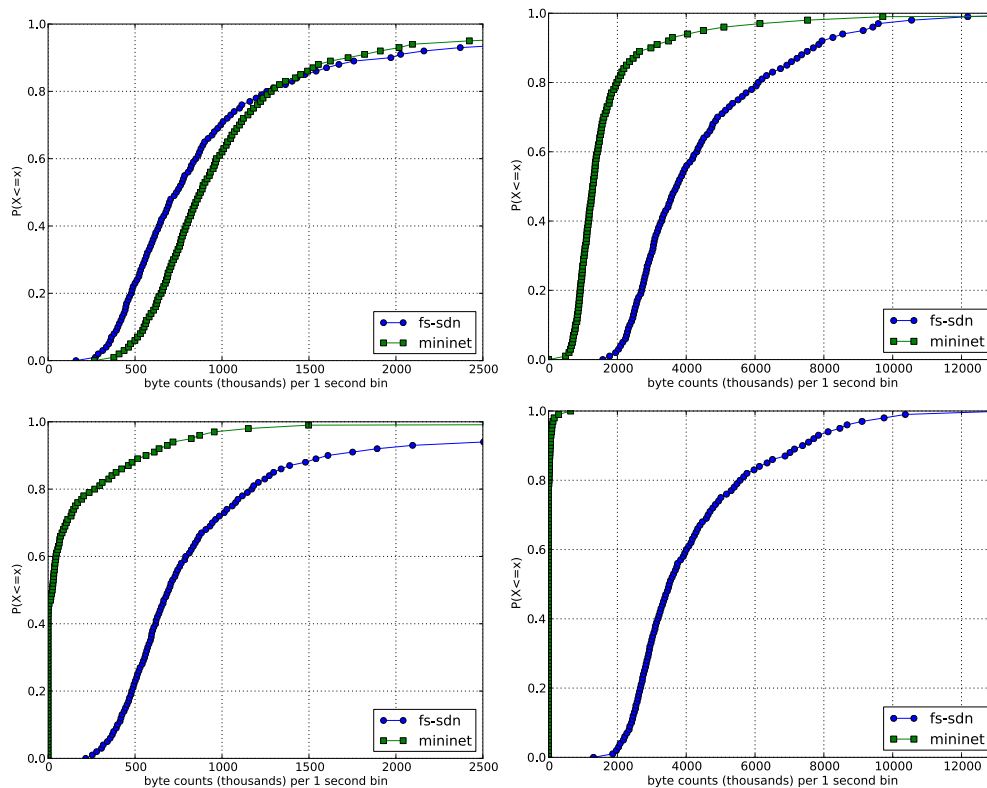 1.0
0.8
0.6
0.4
0.2
0.0
P(X<=x)
0 500 1000 1500 2000 2500
byte counts (thousands) per 1 second bin
fs-sdn
mininet
1.0
0.8
0.6
0.4
0.2
0.0
P(X<=x)
0 2000 4000 6000 8000 10000 12000
byte counts (thousands) per 1 second bin
fs-sdn
mininet
1.0
0.8
0.6
0.4
0.2
0.0
P(X<=x)
0 500 1000 1500 2000 2500
byte counts (thousands) per 1 second bin
fs-sdn
mininet
1.0
0.8
0.6
0.4
0.2
0.0
P(X<=x)
0 2000 4000 6000 8000 10000 12000
byte counts (thousands) per 1 second bin
fs-sdn
mininet